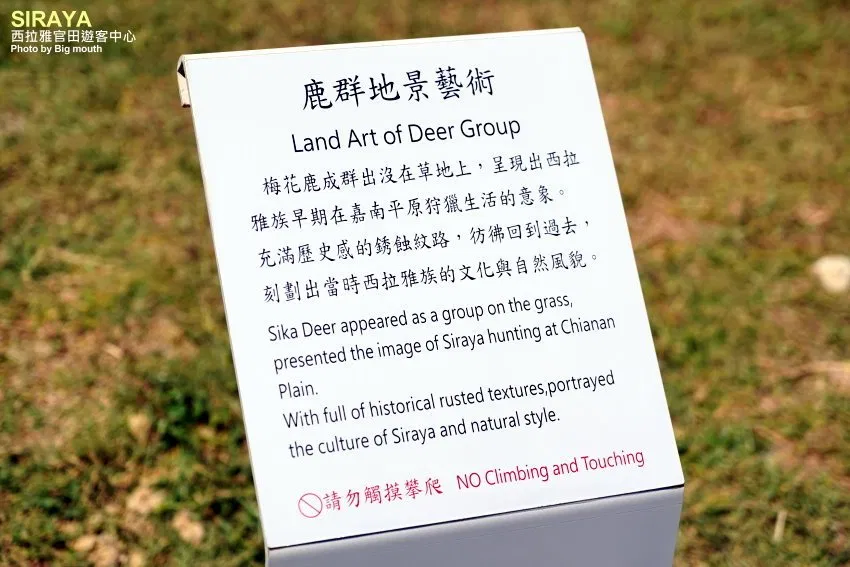 SIRAYA
西拉雅官田遊客中心
Photo by Big mouth
鹿群地景藝術
Land Art of Deer Group
梅花鹿成群出沒在草地上，呈現出西拉
雅族早期在嘉南平原狩獵生活的意象。
充滿歷史感的銹蝕紋路，彷彿回到過去，
刻劃出當時西拉雅族的文化與自然風貌。
Sika Deer appeared as a group on the grass,
presented the image of Siraya hunting at Chianan
Plain.
With full of historical rusted textures,portrayed
the culture of Siraya and natural style.
請勿觸摸攀爬 NO Climbing and Touching